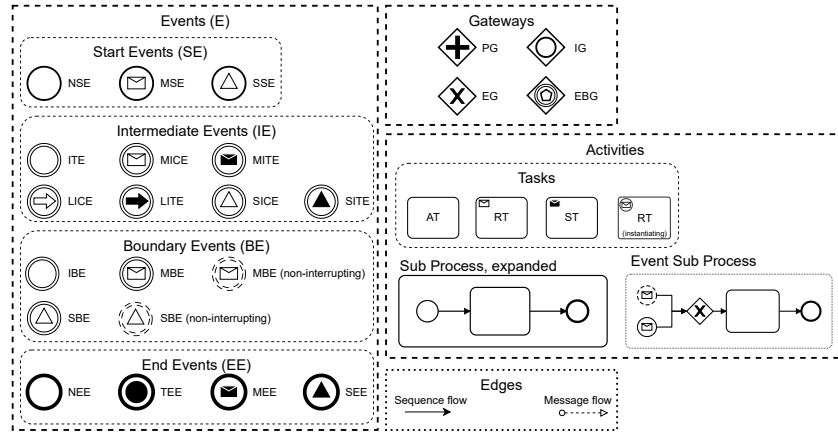 Events (E)
Start Events (SE)
NSE
MSE
SSE
Intermediate Events (IE)
ITE
MICE
MITE
LICE
LITE
SICE
SITE
Boundary Events (BE)
IBE
MBE
MBE (non-interrupting)
SBE
SBE (non-interrupting)
End Events (EE)
NEE
TEE
MEE
SEE
Gateways
PG
IG
EG
EBG
Activities
Tasks
AT
RT
ST
RT
(instantiating)
Sub Process, expanded
Event Sub Process
Edges
Sequence flow
Message flow